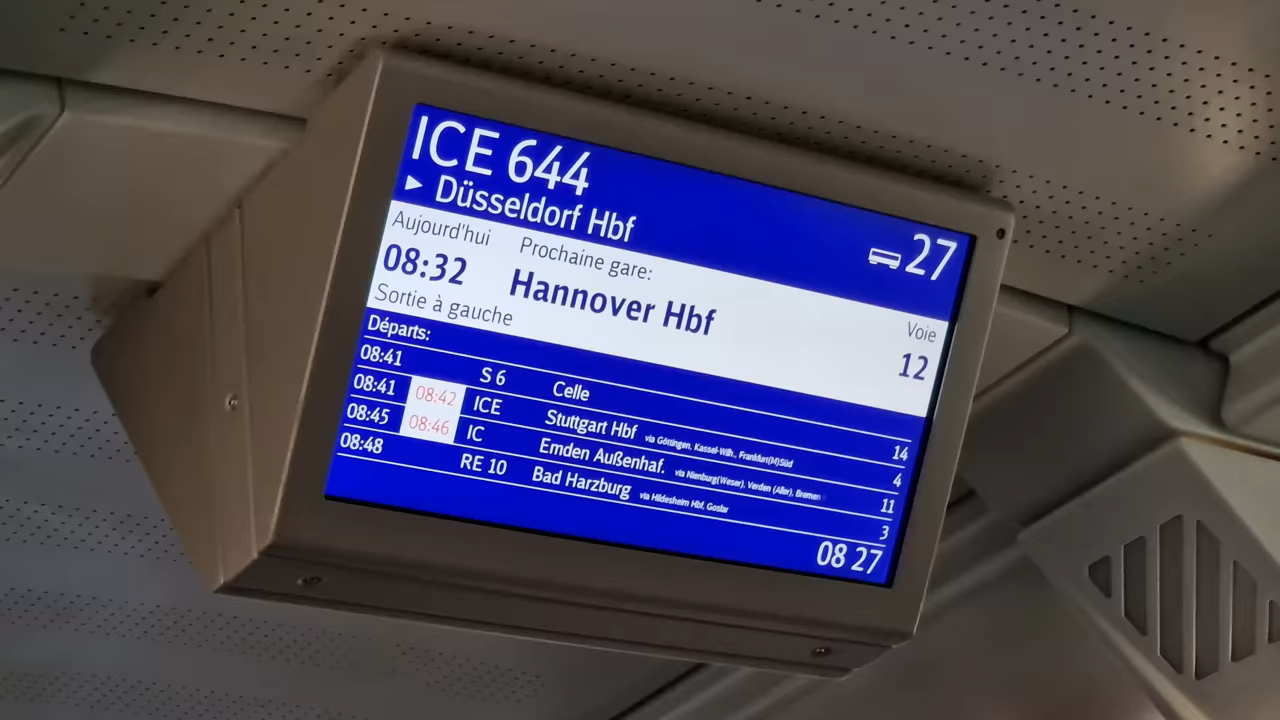 ICE 644
► Düsseldorf Hbf
27
Aujourd'hui Prochaine gare:
08:32 Hannover Hbf
Sortie à gauche
Voie
12
Départs:
08:41 S 6 Celle 14
08:41 08:42 ICE Stuttgart Hbf via Göttingen, Kassel-Wilh., Frankfurt(M)Süd 4
08:45 08:46 IC Emden Außenhaf. via Nienburg(Weser), Verden (Aller), Bremen 11
08:48 RE 10 Bad Harzburg via Hildesheim Hbf, Goslar 3
08 27